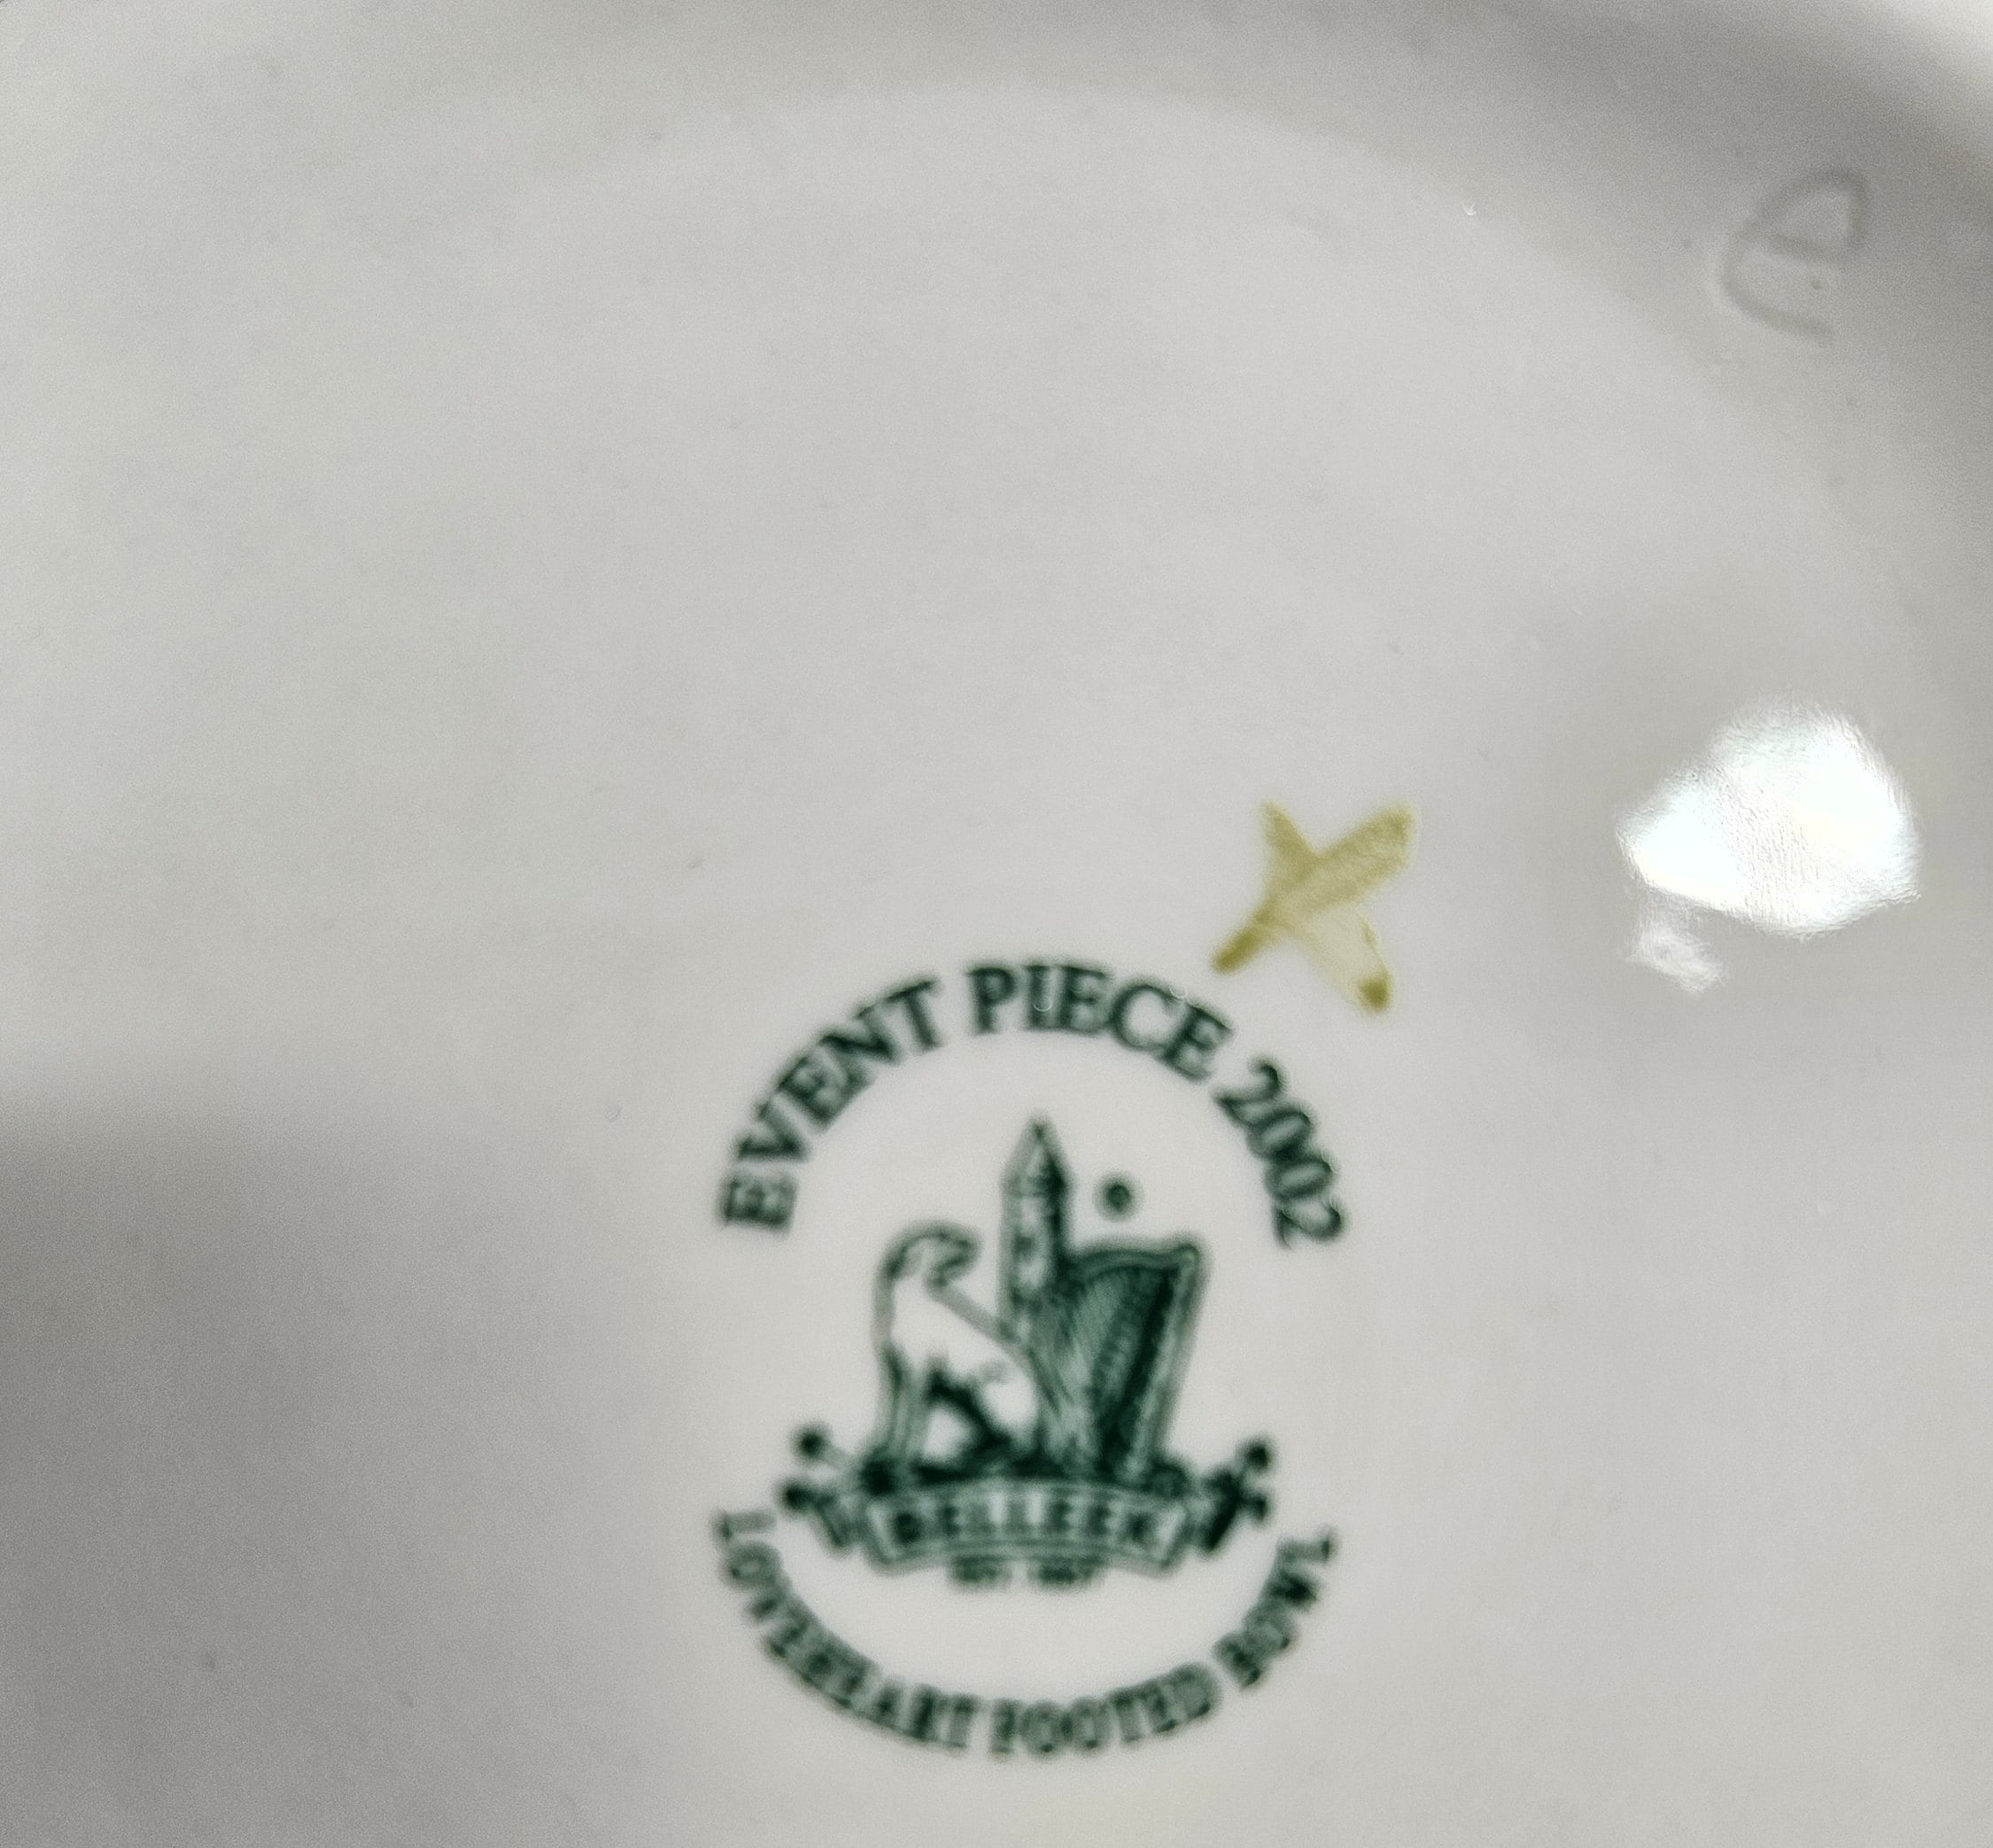 e
EVENT PIECE 2002
BELLEEK
LOVEHEART FOOTED BOWL